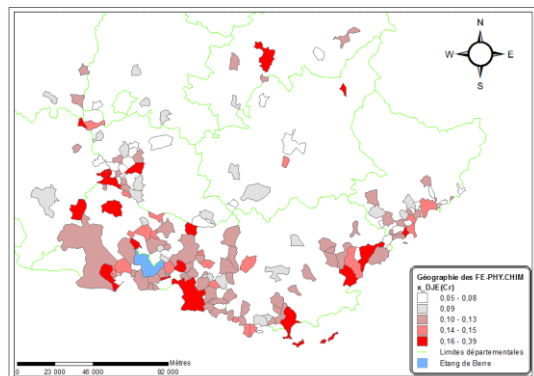 N
W E
S
Géographie des FE-PHY.CHIM
x_DJE(Cr)
0,05 - 0,08
0,09
0,10 - 0,13
0,14 - 0,15
0,16 - 0,39
Limites départementales
Etang de Berre
Mètres
0 23 000 46 000 92 000